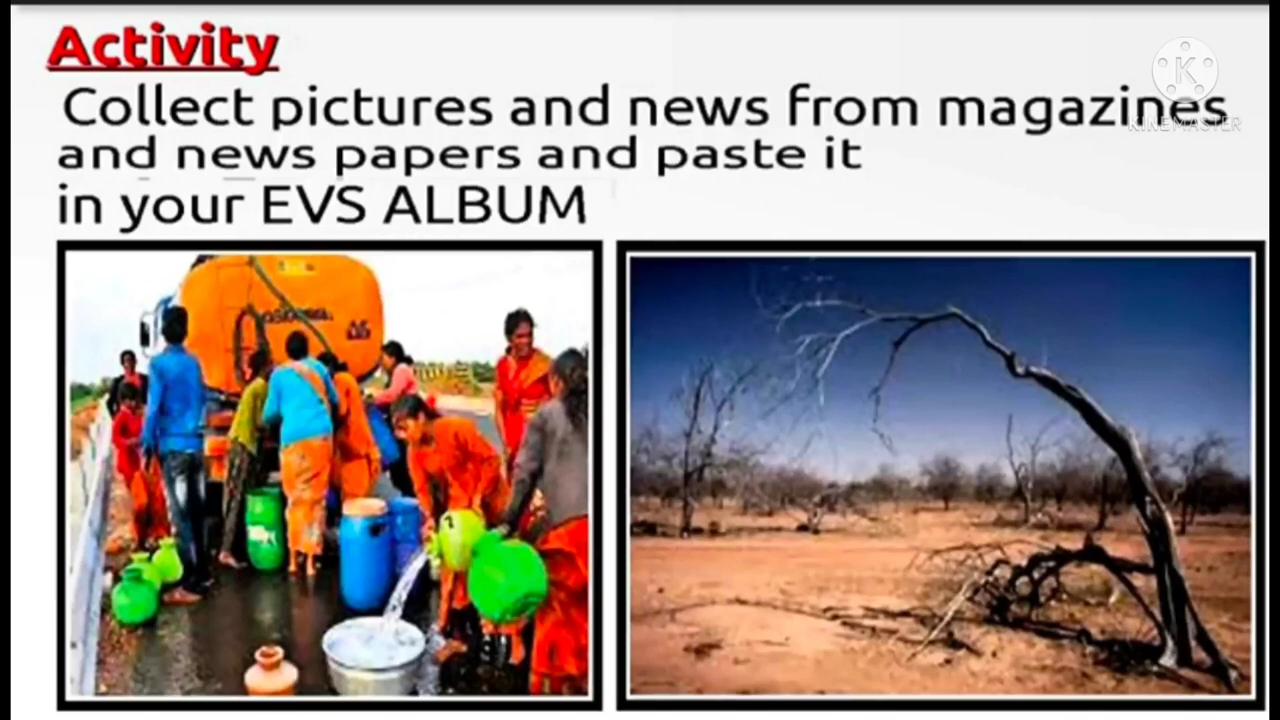 Activity
Collect pictures and news from magazines
and news papers and paste it
in your EVS ALBUM
K
KINEMASTER